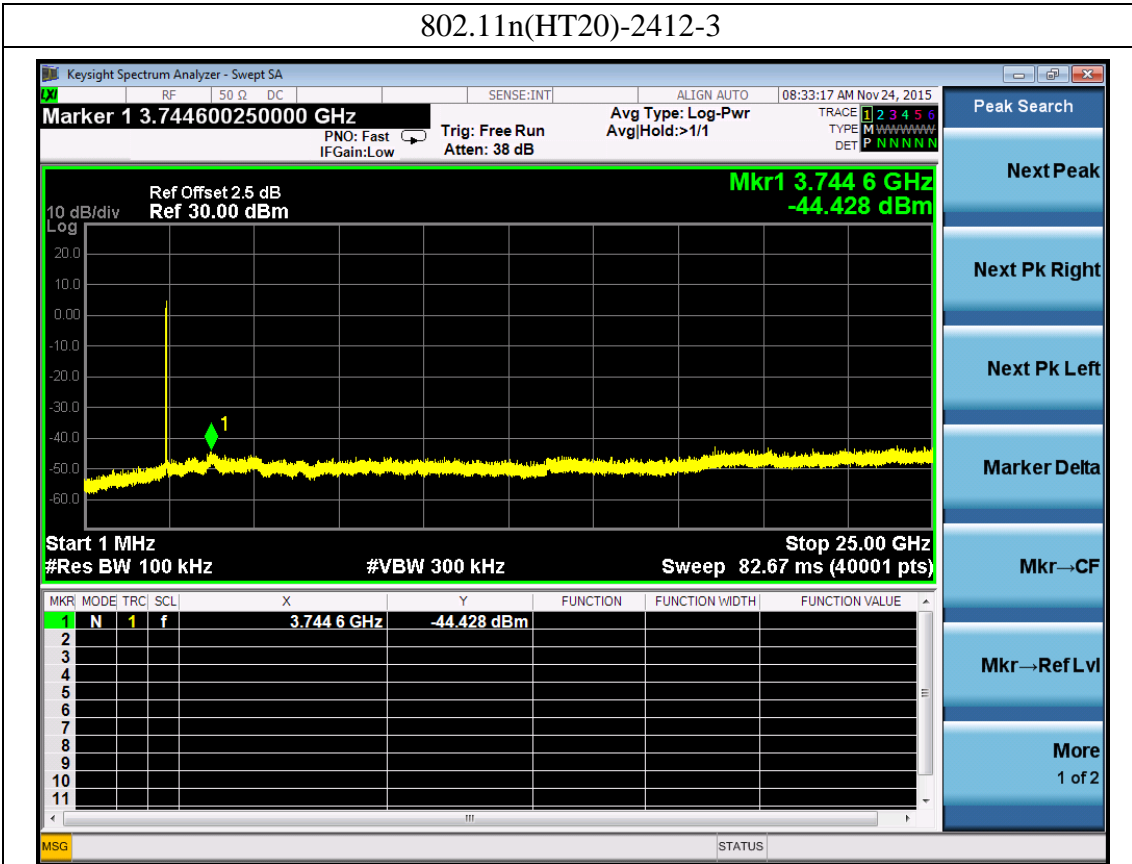 802.11n(HT20)-2412-3
Keysight Spectrum Analyzer - Swept SA
LXI RF 50 Ω DC SENSE:INT ALIGN AUTO 08:33:17 AM Nov 24, 2015
Marker 1 3.744600250000 GHz
PNO: Fast
IFGain:Low
Trig: Free Run
Atten: 38 dB
Avg Type: Log-Pwr
Avg|Hold:>1/1
TRACE 1 2 3 4 5 6
TYPE M WWWWW
DET P N N N N N
Peak Search
Next Peak
Next Pk Right
Next Pk Left
Marker Delta
Mkr→CF
Mkr→Ref Lvl
More
1 of 2
Mkr1 3.744 6 GHz
-44.428 dBm
Ref Offset 2.5 dB
10 dB/div Ref 30.00 dBm
Log
20.0
10.0
0.00
-10.0
-20.0
-30.0
-40.0
-50.0
-60.0
1
Start 1 MHz Stop 25.00 GHz
#Res BW 100 kHz #VBW 300 kHz Sweep 82.67 ms (40001 pts)
MKR MODE TRC SCL X Y FUNCTION FUNCTION WIDTH FUNCTION VALUE
1 N 1 f 3.744 6 GHz -44.428 dBm
2
3
4
5
6
7
8
9
10
11
MSG STATUS